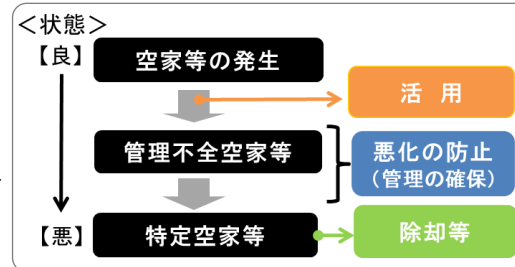 ＜状態＞
【良】
空家等の発生
活　用
管理不全空家等
悪化の防止
（管理の確保）
【悪】
特定空家等
除却等